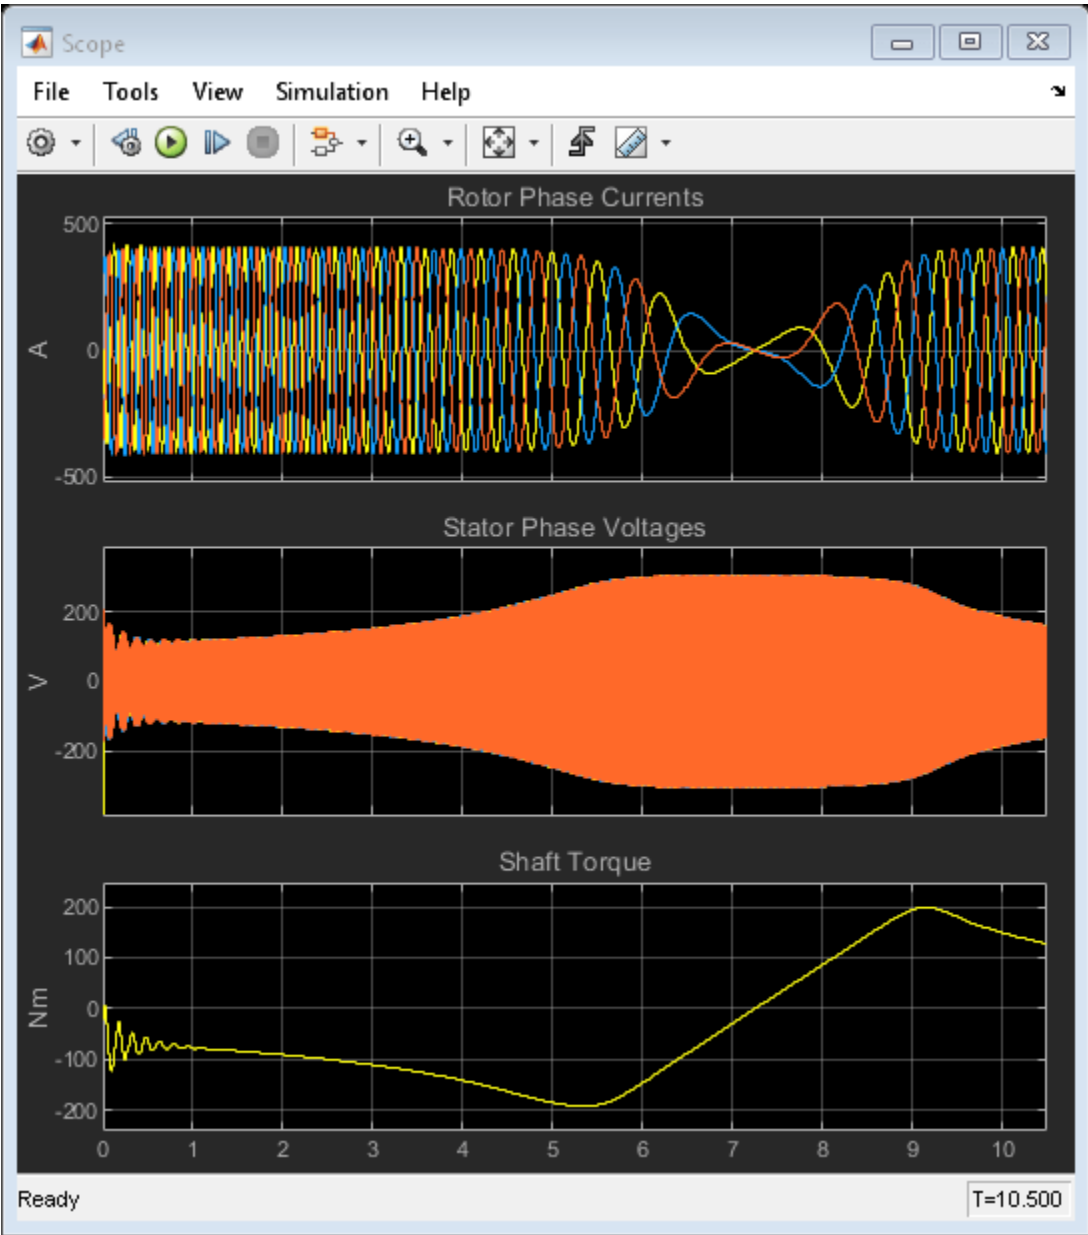 Scope
File Tools View Simulation Help
Rotor Phase Currents
500
0
-500
A
Stator Phase Voltages
200
0
-200
V
Shaft Torque
200
100
0
-100
-200
Nm
0 1 2 3 4 5 6 7 8 9 10
Ready T=10.500